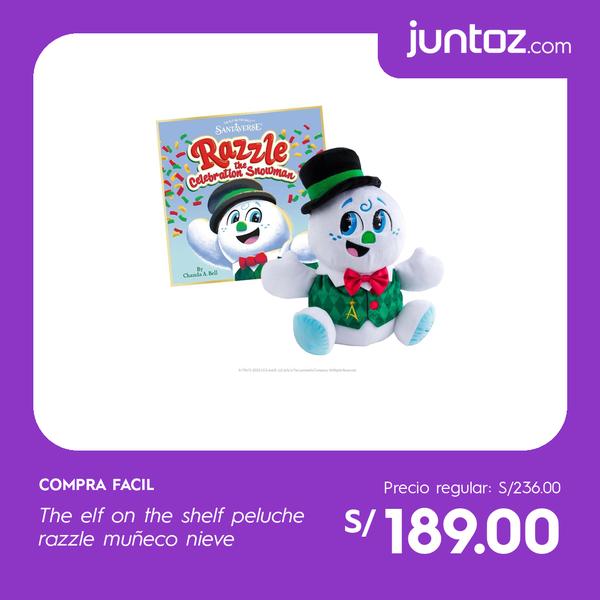 juntoz.com
SANTAVERSE
Razzle
the
Celebration Snowman
By
Chanda A. Bell
COMPRA FACIL
The elf on the shelf peluche
razzle muñeco nieve
Precio regular: S/236.00
S/ 189.00